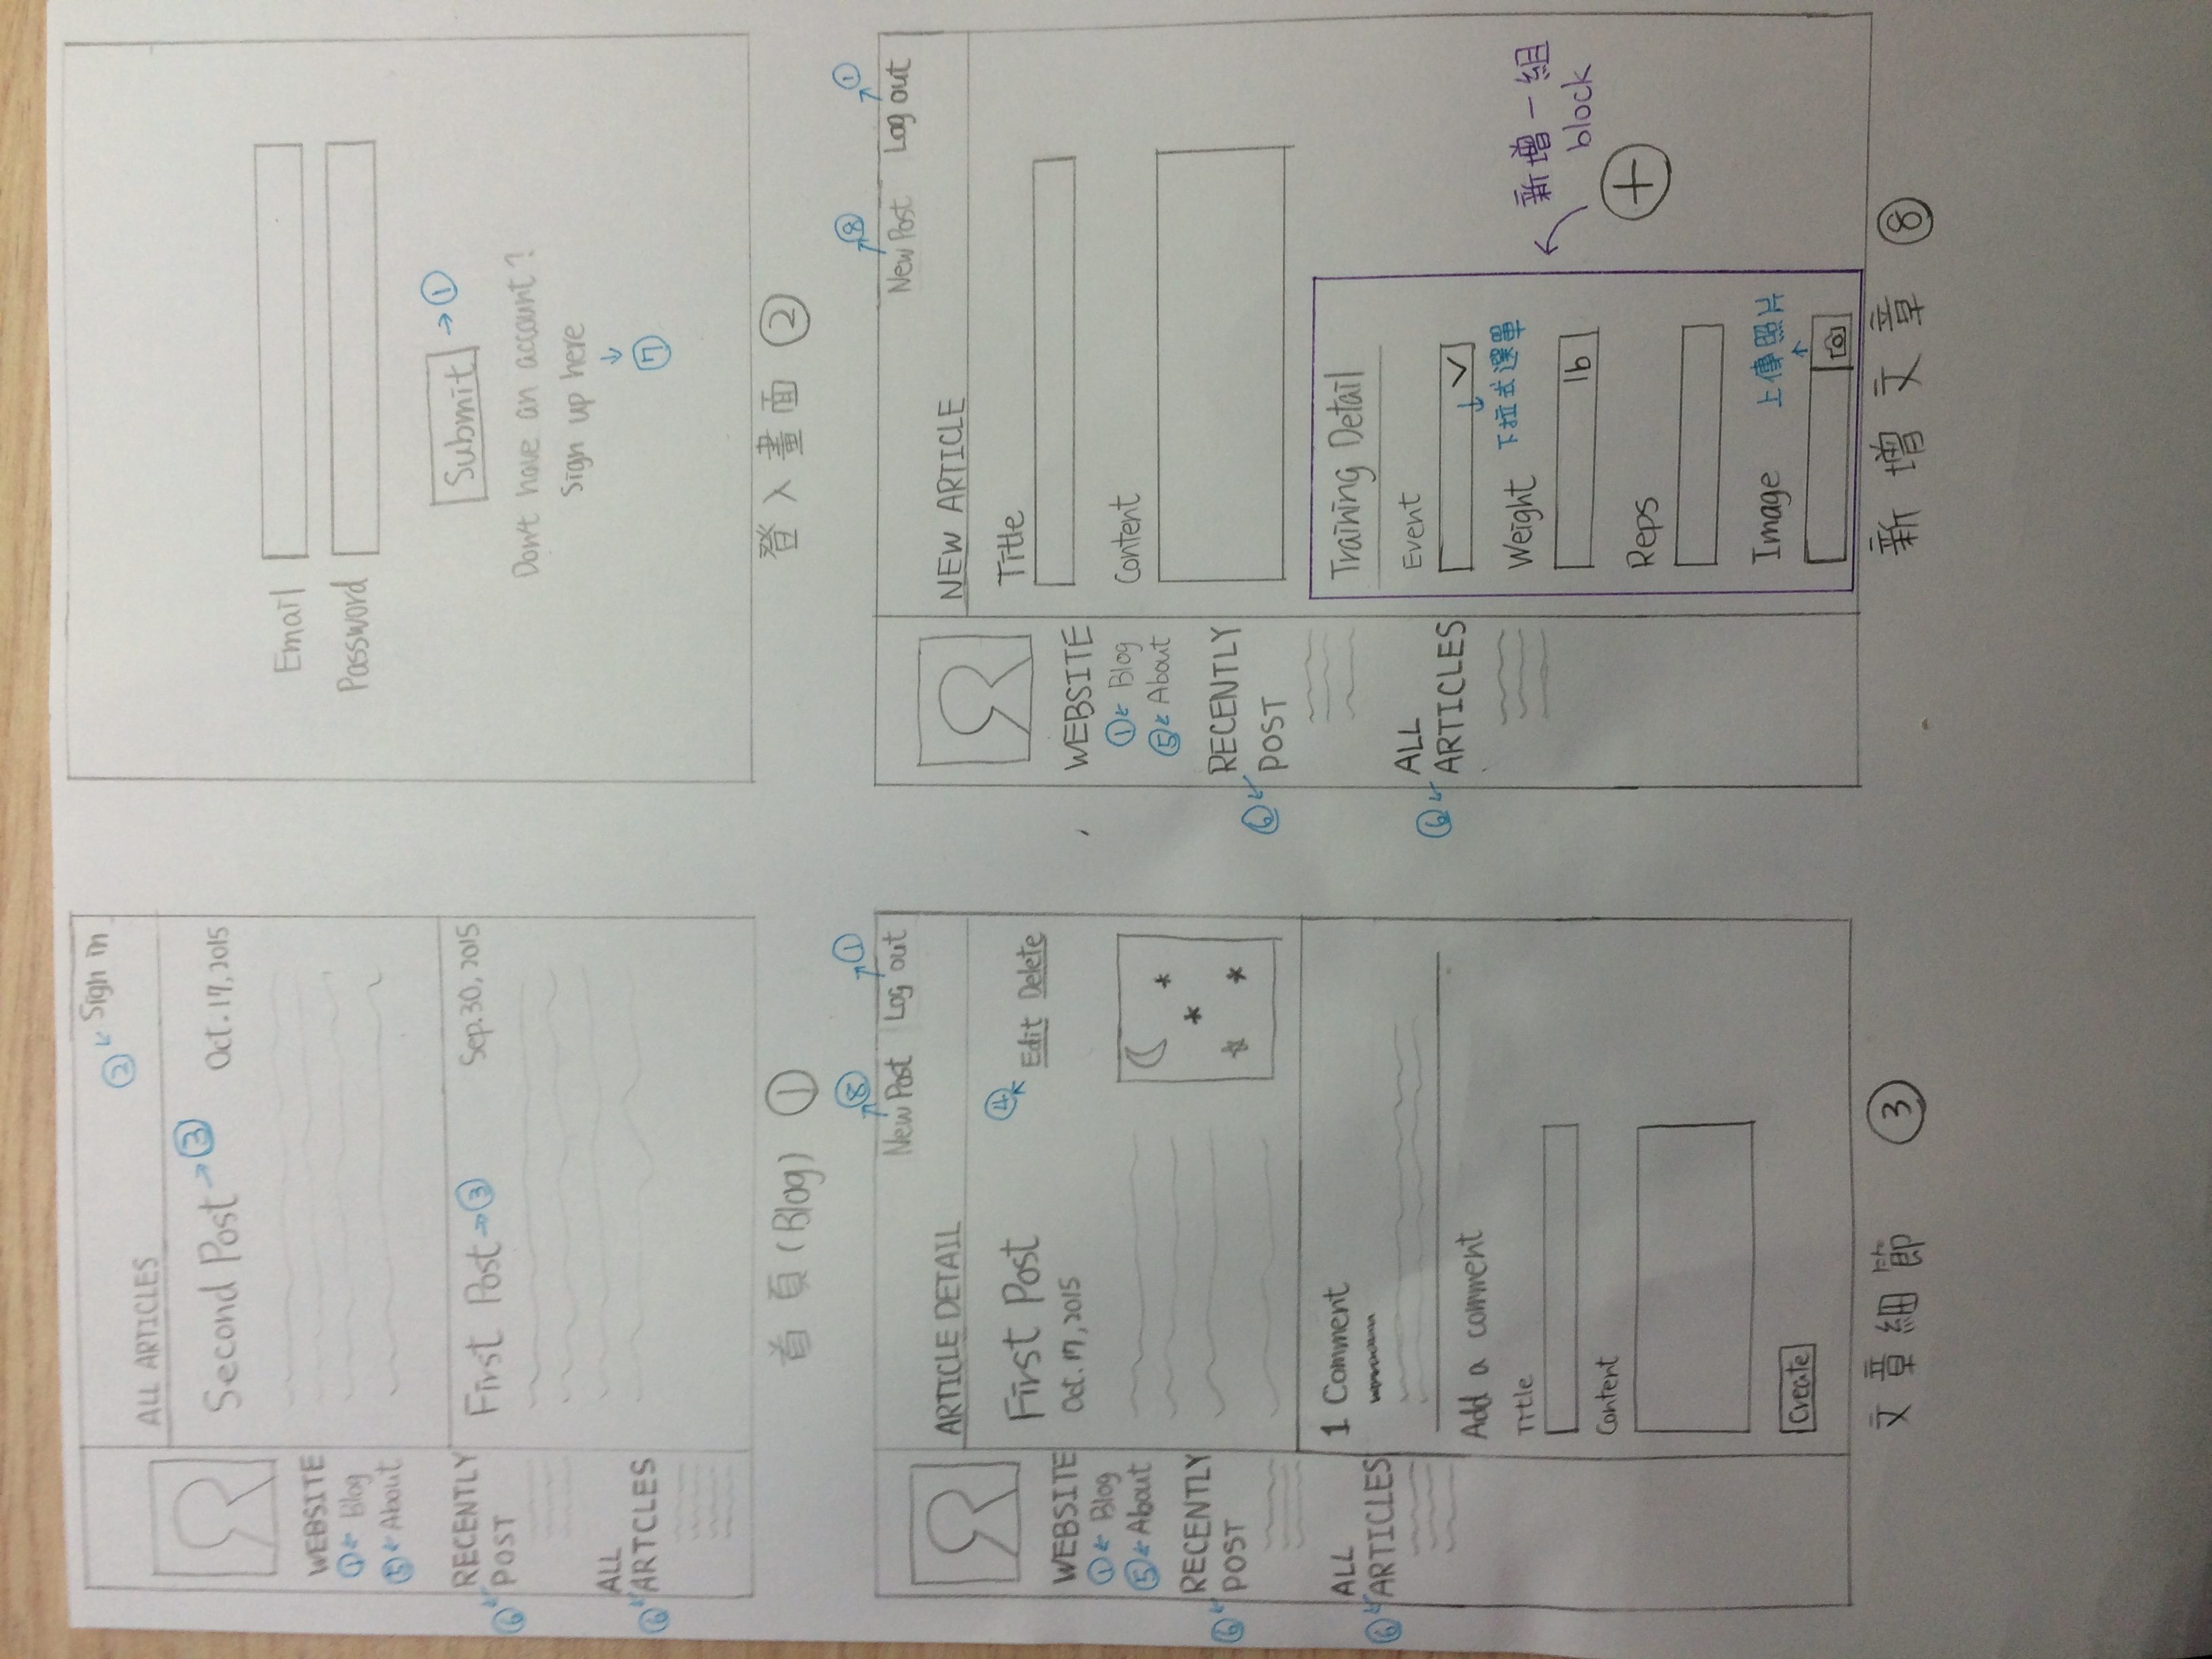 Sign in
②
ALL ARTICLES
Second Post → ③
Oct. 17, 2015
WEBSITE
① ← Blog
⑤ ← About
RECENTLY
⑥ POST
First Post → ③
Sep. 30, 2015
ALL
⑥ ARTCLES
首頁(Blog) ①
Email
Password
Submit → ①
Don't have an account?
Sign up here
↓
⑦
登入畫面 ②
⑧ ①
New Post Log out
ARTICLE DETAIL
First Post
④ Edit Delete
Oct. 17, 2015
WEBSITE
① ← Blog
⑤ ← About
RECENTLY
⑥ POST
ALL
⑥ ARTICLES
1 Comment
Add a comment
Title
Content
Create
文章細節 ③
⑧ ①
New Post Log out
NEW ARTICLE
Title
Content
WEBSITE
① ← Blog
⑤ ← About
RECENTLY
⑥ POST
ALL
⑥ ARTICLES
Training Detail
Event
下拉式選單
Weight
lb
Reps
Image 上傳照片
新增一組
block
+
新增文章 ⑧